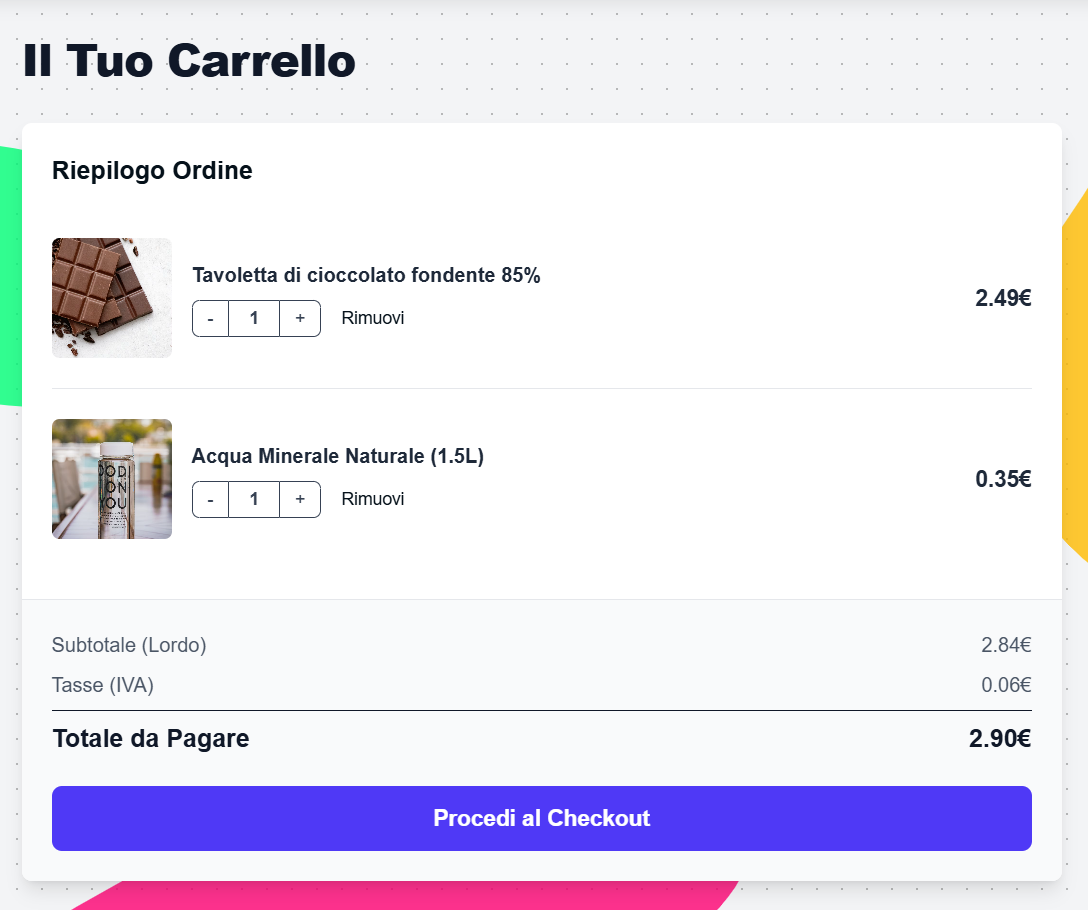 Il Tuo Carrello
Riepilogo Ordine
Tavoletta di cioccolato fondente 85%
2.49€
- 1 + Rimuovi
Acqua Minerale Naturale (1.5L)
0.35€
- 1 + Rimuovi
OODI
ON
YOU
Subtotale (Lordo) 2.84€
Tasse (IVA) 0.06€
Totale da Pagare 2.90€
Procedi al Checkout